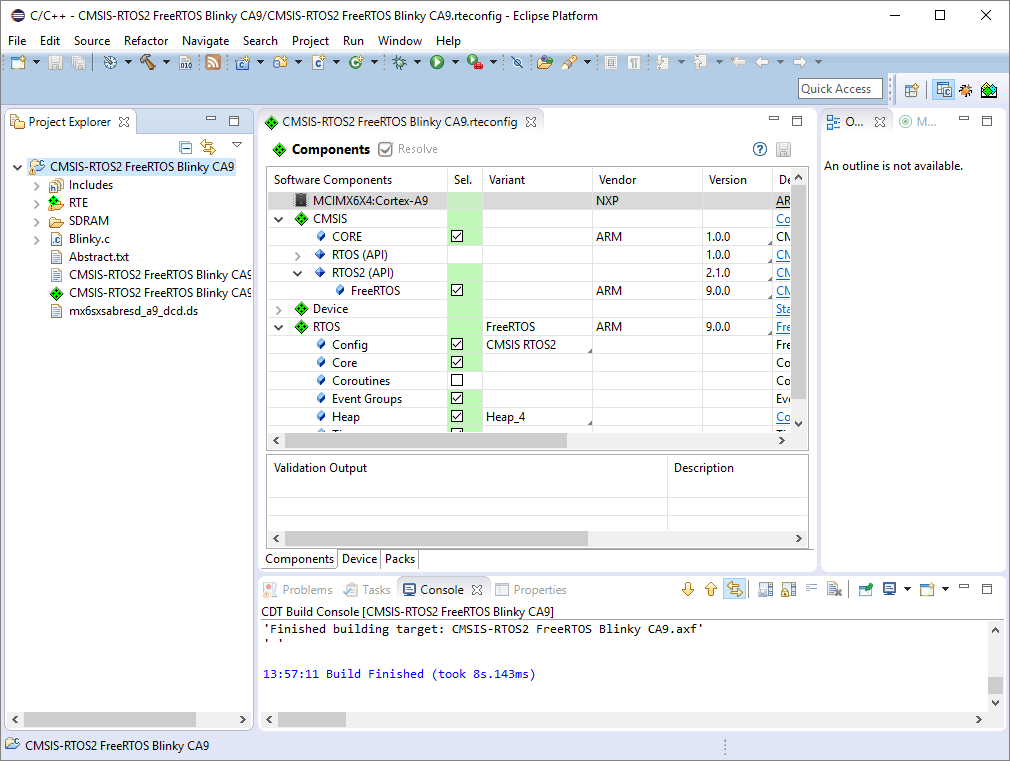 C/C++ - CMSIS-RTOS2 FreeRTOS Blinky CA9/CMSIS-RTOS2 FreeRTOS Blinky CA9.rteconfig - Eclipse Platform
File Edit Source Refactor Navigate Search Project Run Window Help
010
Quick Access
Project Explorer
CMSIS-RTOS2 FreeRTOS Blinky CA9
Includes
RTE
SDRAM
Blinky.c
Abstract.txt
CMSIS-RTOS2 FreeRTOS Blinky CA9
CMSIS-RTOS2 FreeRTOS Blinky CA9
mx6sxsabresd_a9_dcd.ds
CMSIS-RTOS2 FreeRTOS Blinky CA9.rteconfig
Components Resolve
Software Components Sel. Variant Vendor Version De
MCIMX6X4:Cortex-A9 NXP AR
CMSIS Co
CORE ARM 1.0.0 CM
RTOS (API) 1.0.0 CM
RTOS2 (API) 2.1.0 CM
FreeRTOS ARM 9.0.0 CM
Device Sta
RTOS FreeRTOS ARM 9.0.0 Fre
Config CMSIS RTOS2 Fre
Core Co
Coroutines Co
Event Groups Eve
Heap Heap_4 Co
Validation Output Description
Components Device Packs
O... M...
An outline is not available.
Problems Tasks Console Properties
CDT Build Console [CMSIS-RTOS2 FreeRTOS Blinky CA9]
'Finished building target: CMSIS-RTOS2 FreeRTOS Blinky CA9.axf'
' '
13:57:11 Build Finished (took 8s.143ms)
CMSIS-RTOS2 FreeRTOS Blinky CA9